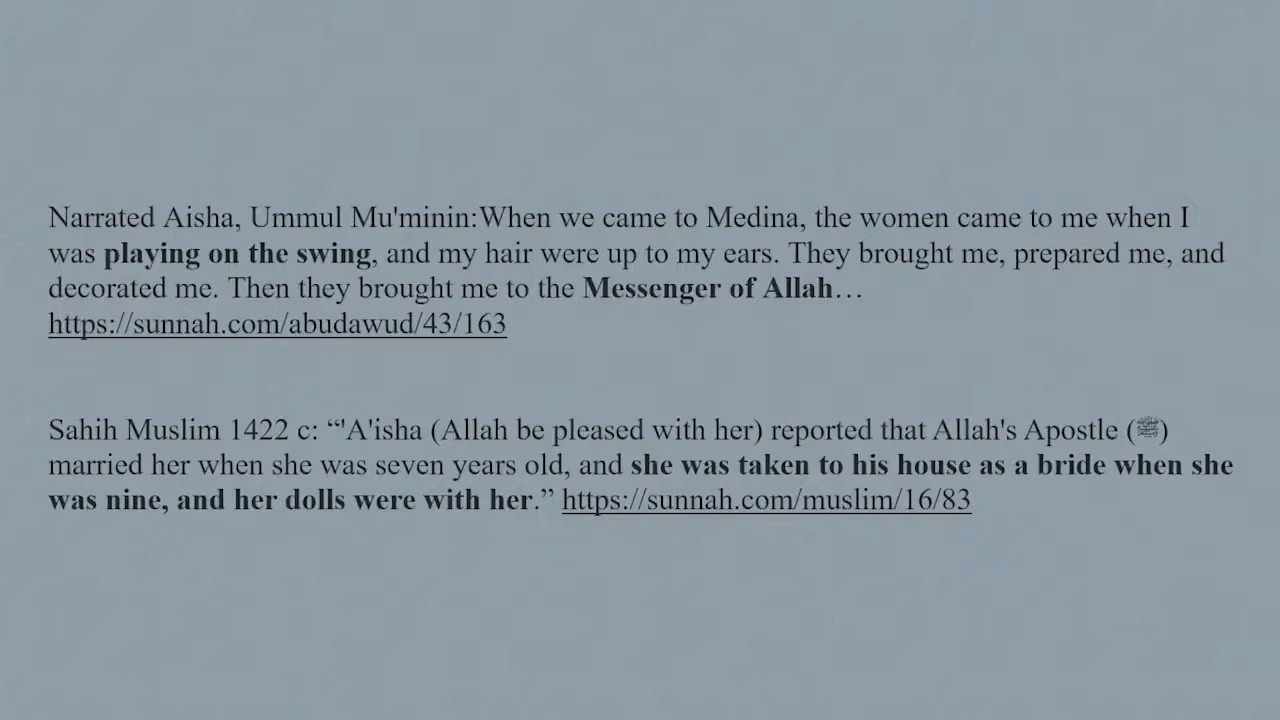 Narrated Aisha, Ummul Mu'minin:When we came to Medina, the women came to me when I
was playing on the swing, and my hair were up to my ears. They brought me, prepared me, and
decorated me. Then they brought me to the Messenger of Allah…
https://sunnah.com/abudawud/43/163
Sahih Muslim 1422 c: “'A'isha (Allah be pleased with her) reported that Allah's Apostle (ﷺ)
married her when she was seven years old, and she was taken to his house as a bride when she
was nine, and her dolls were with her.” https://sunnah.com/muslim/16/83